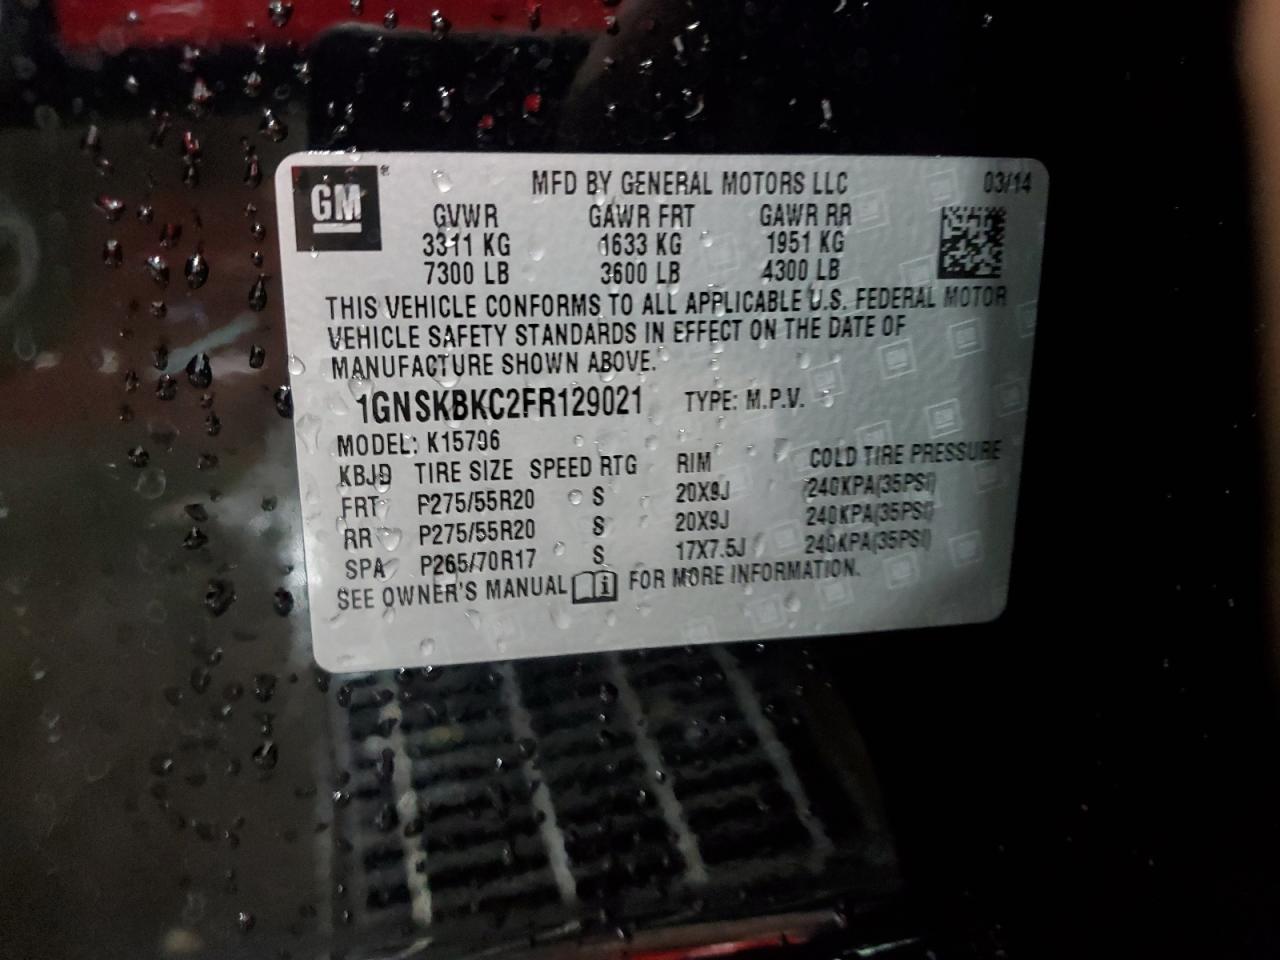 GM®
MFD BY GENERAL MOTORS LLC 03/14
GVWR GAWR FRT GAWR RR
3311 KG 1633 KG 1951 KG
7300 LB 3600 LB 4300 LB
THIS VEHICLE CONFORMS TO ALL APPLICABLE U.S. FEDERAL MOTOR
VEHICLE SAFETY STANDARDS IN EFFECT ON THE DATE OF
MANUFACTURE SHOWN ABOVE.
1GNSKBKC2FR129021 TYPE: M.P.V.
MODEL: K15706
KBJD TIRE SIZE SPEED RTG RIM COLD TIRE PRESSURE
FRT P275/55R20 S 20X9J 240KPA(35PSI)
RR P275/55R20 S 20X9J 240KPA(35PSI)
SPA P265/70R17 S 17X7.5J 240KPA(35PSI)
SEE OWNER'S MANUAL i FOR MORE INFORMATION.